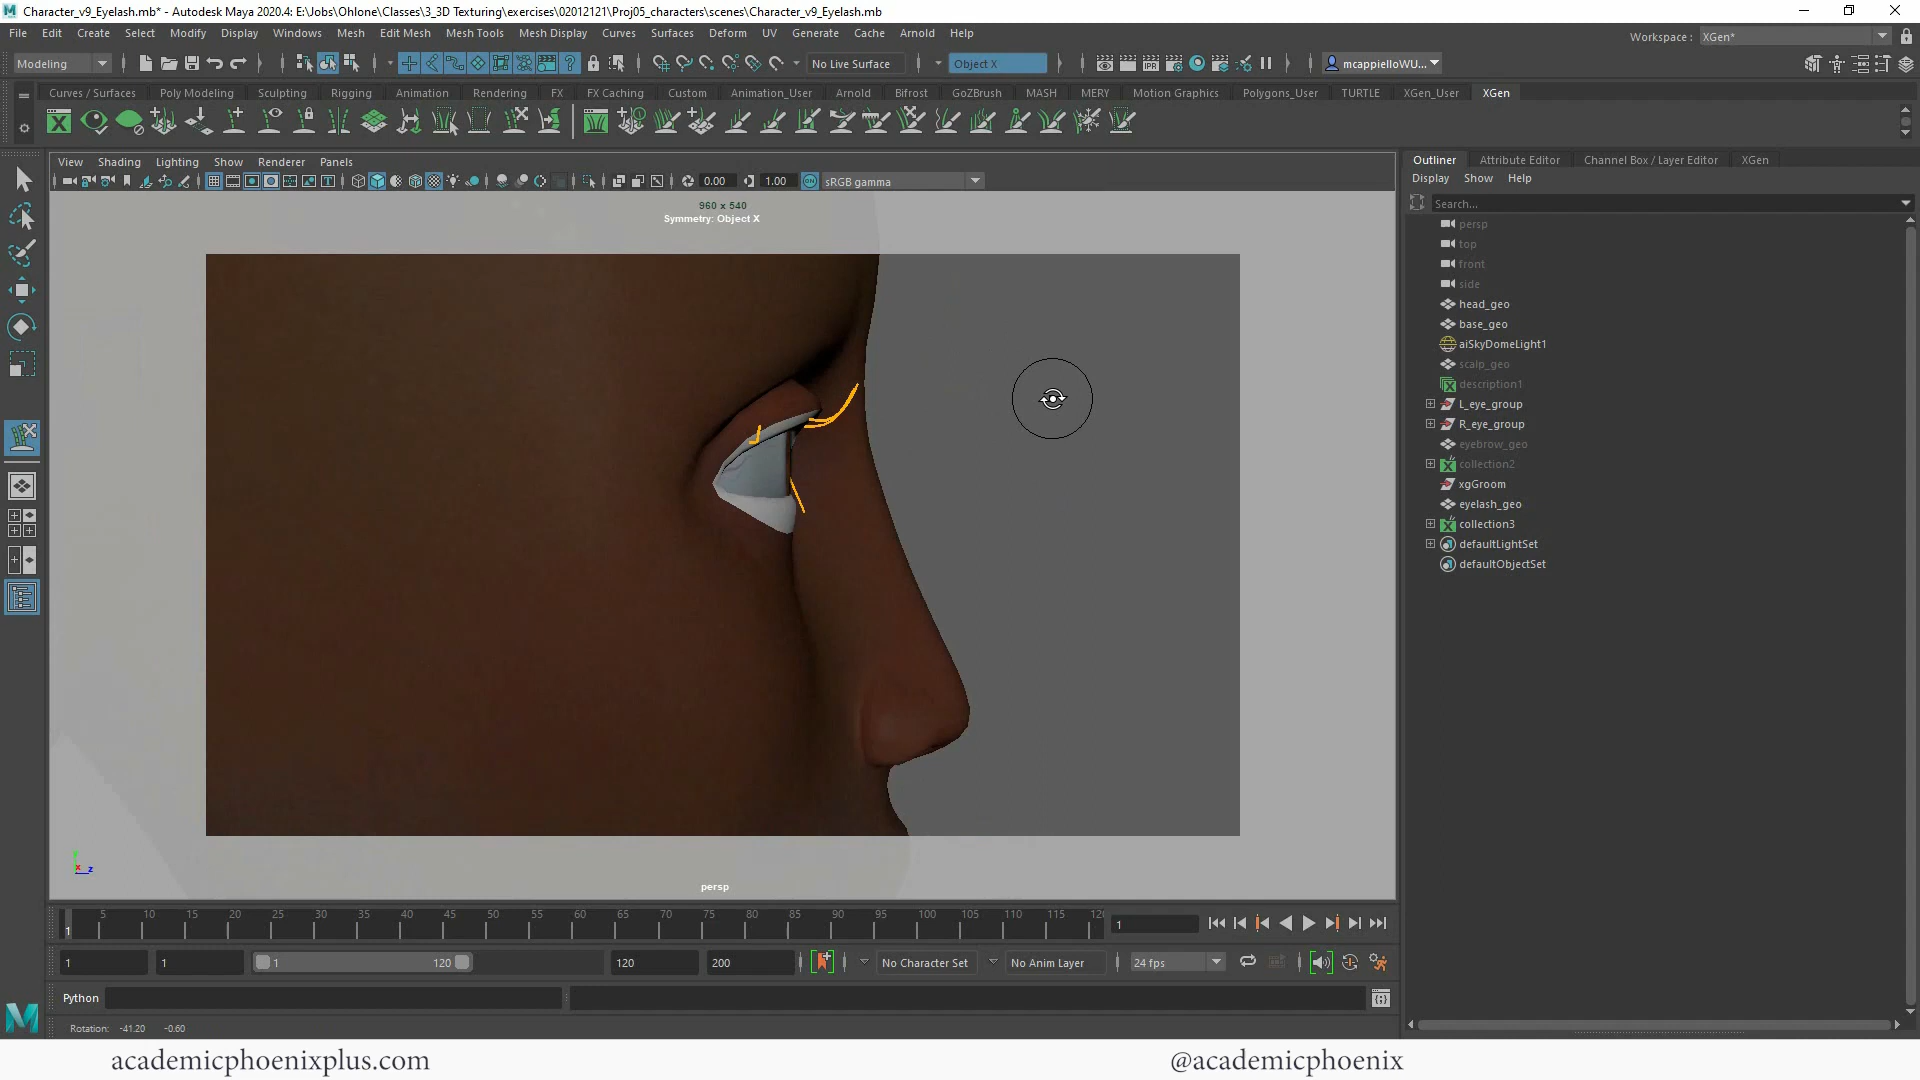 Character_v9_Eyelash.mb* - Autodesk Maya 2020.4: E:\Jobs\Ohlone\Classes\3_3D Texturing\exercises\02012121\Proj05_characters\scenes\Character_v9_Eyelash.mb
File Edit Create Select Modify Display Windows Mesh Edit Mesh Mesh Tools Mesh Display Curves Surfaces Deform UV Generate Cache Arnold Help
Workspace : XGen*
Modeling No Live Surface Object X mcappielloWU...
Curves / Surfaces Poly Modeling Sculpting Rigging Animation Rendering FX FX Caching Custom Animation_User Arnold Bifrost GoZBrush MASH MERY Motion Graphics Polygons_User TURTLE XGen_User XGen
View Shading Lighting Show Renderer Panels
0.00 1.00 sRGB gamma
960 x 540
Symmetry: Object X
persp
Outliner Attribute Editor Channel Box / Layer Editor XGen
Display Show Help
Search...
persp
top
front
side
head_geo
base_geo
aiSkyDomeLight1
scalp_geo
description1
L_eye_group
R_eye_group
eyebrow_geo
collection2
xgGroom
eyelash_geo
collection3
defaultLightSet
defaultObjectSet
5 10 15 20 25 30 35 40 45 50 55 60 65 70 75 80 85 90 95 100 105 110 115 120
1 1
1 1 1 120 120 200 No Character Set No Anim Layer 24 fps
Python
Rotation: -41.20 -0.60
academicphoenixplus.com @academicphoenix